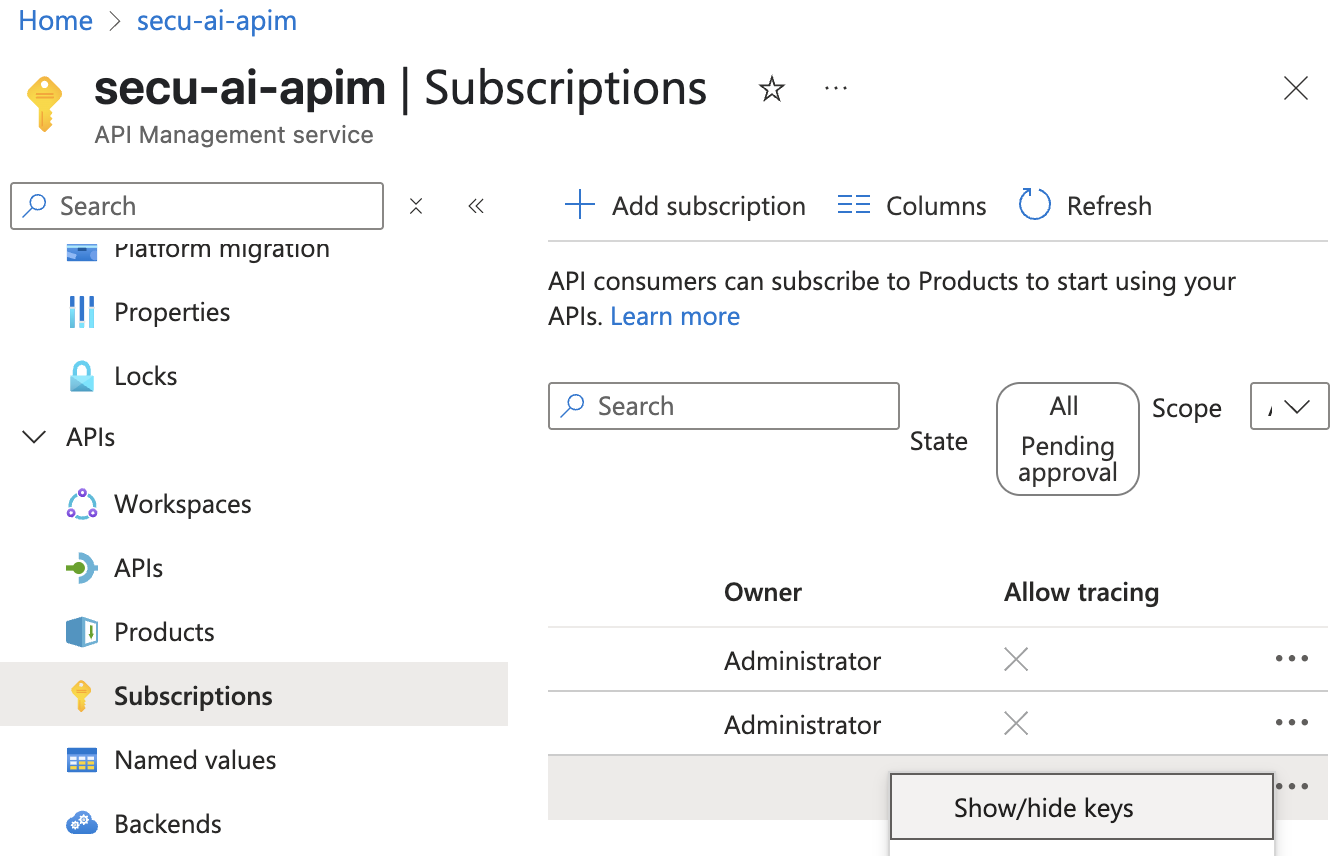 Home > secu-ai-apim
secu-ai-apim | Subscriptions
API Management service
Search
Platform migration
Properties
Locks
APIs
Workspaces
APIs
Products
Subscriptions
Named values
Backends
Add subscription
Columns
Refresh
API consumers can subscribe to Products to start using your
APIs. Learn more
Search
State
All
Pending
approval
Scope
Owner Allow tracing
Administrator
Administrator
Show/hide keys